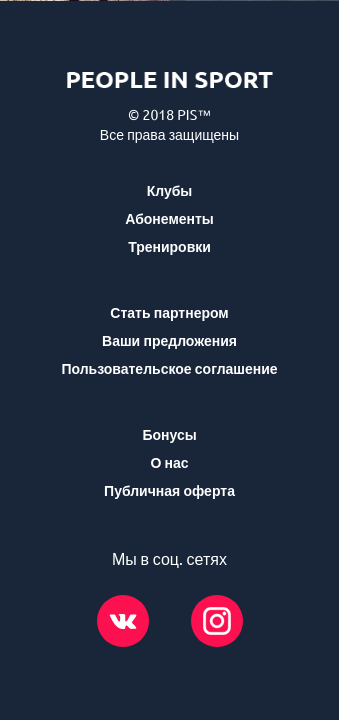 PEOPLE IN SPORT
© 2018 PIS™
Все права защищены
Клубы
Абонементы
Тренировки
Стать партнером
Ваши предложения
Пользовательское соглашение
Бонусы
О нас
Публичная оферта
Мы в соц. сетях